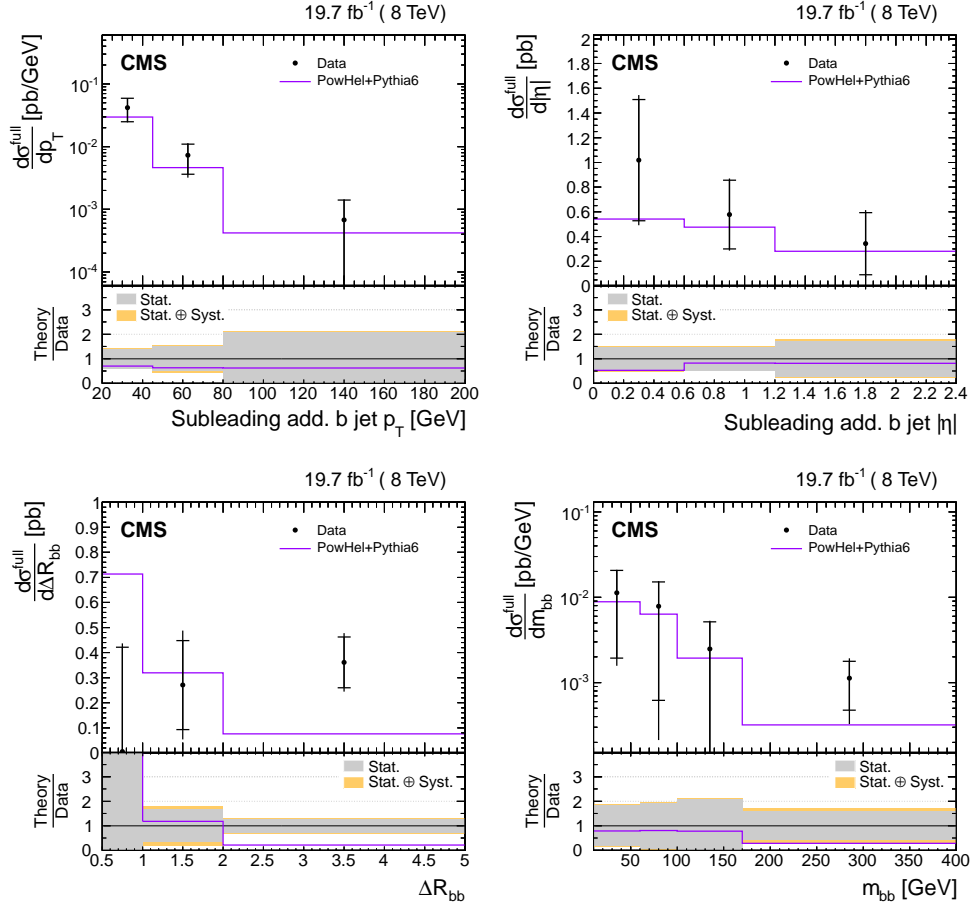 19.7 fb⁻¹ ( 8 TeV)
CMS
Data
PowHel+Pythia6
dσ^full/dp_T [pb/GeV]
10⁻¹
10⁻²
10⁻³
10⁻⁴
Stat.
Stat. ⊕ Syst.
Theory/Data
3
2
1
0
20 40 60 80 100 120 140 160 180 200
Subleading add. b jet p_T [GeV]
19.7 fb⁻¹ ( 8 TeV)
CMS
Data
PowHel+Pythia6
dσ^full/d|η| [pb]
2
1.8
1.6
1.4
1.2
1
0.8
0.6
0.4
0.2
0
Stat.
Stat. ⊕ Syst.
Theory/Data
3
2
1
0
0 0.2 0.4 0.6 0.8 1 1.2 1.4 1.6 1.8 2 2.2 2.4
Subleading add. b jet |η|
19.7 fb⁻¹ ( 8 TeV)
CMS
Data
PowHel+Pythia6
dσ^full/dΔR_bb [pb]
1
0.9
0.8
0.7
0.6
0.5
0.4
0.3
0.2
0.1
0
Stat.
Stat. ⊕ Syst.
Theory/Data
3
2
1
0
0.5 1 1.5 2 2.5 3 3.5 4 4.5 5
ΔR_bb
19.7 fb⁻¹ ( 8 TeV)
CMS
Data
PowHel+Pythia6
dσ^full/dm_bb [pb/GeV]
10⁻¹
10⁻²
10⁻³
Stat.
Stat. ⊕ Syst.
Theory/Data
3
2
1
0
50 100 150 200 250 300 350 400
m_bb [GeV]